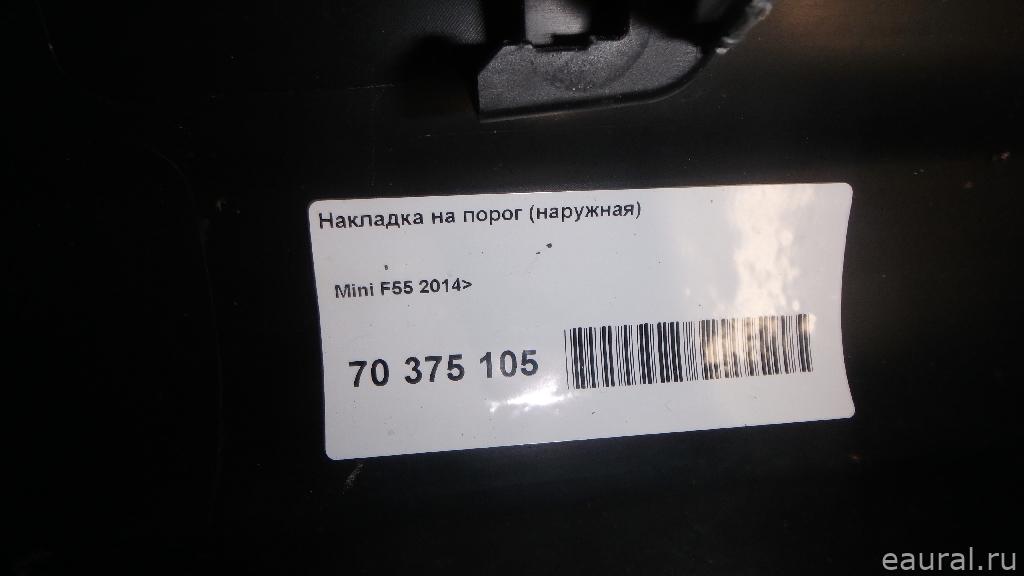 Накладка на порог (наружная)
Mini F55 2014>
70 375 105
eaural.ru